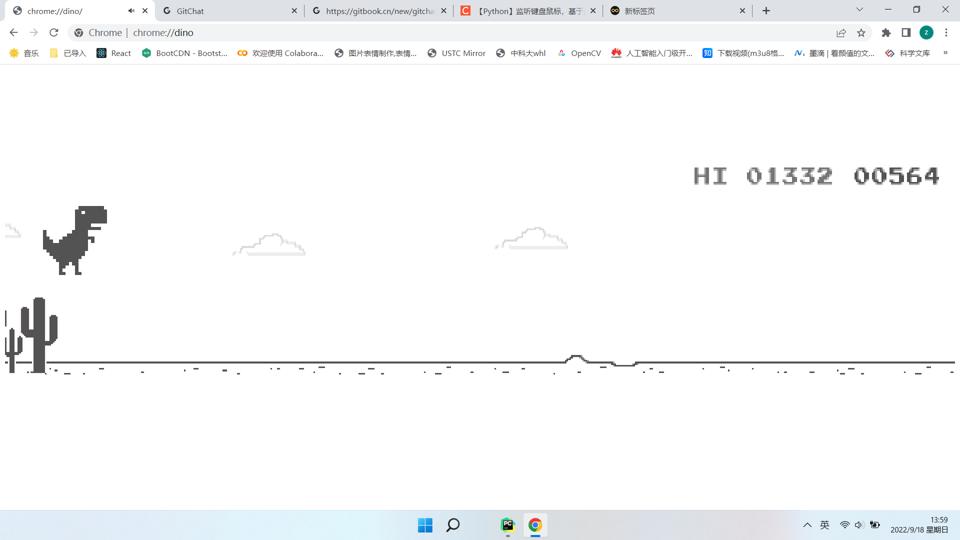 chrome://dino/
GitChat
https://gitbook.cn/new/gitcha
【Python】监听键盘鼠标，基于
新标签页
Chrome | chrome://dino
z
音乐
已导入
React
BootCDN - Bootst...
欢迎使用 Colabora...
图片表情制作,表情...
USTC Mirror
中科大whl
OpenCV
人工智能入门极开...
知
下载视频(m3u8格...
墨滴 | 看颜值的文...
科学文库
»
HI 01332 00564
PC
英
13:59
2022/9/18 星期日